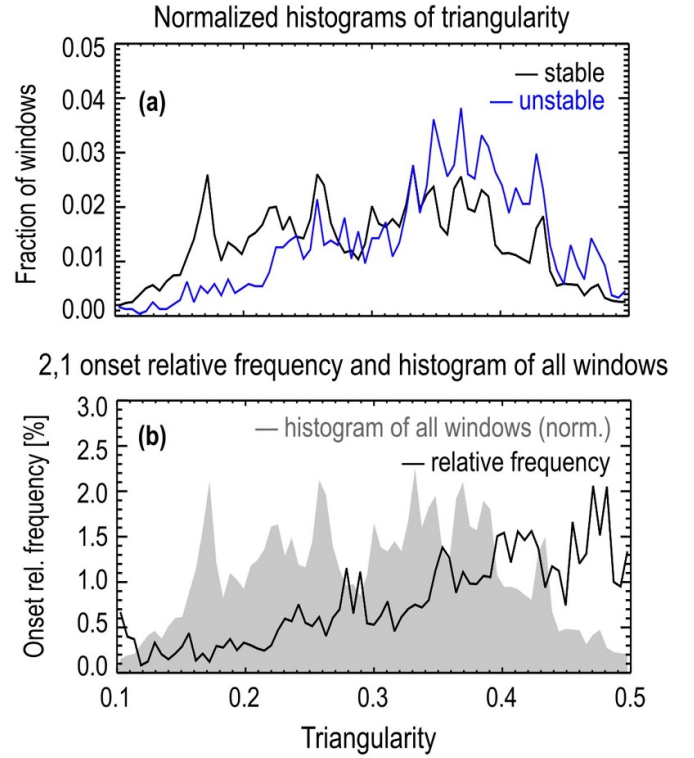 Normalized histograms of triangularity
0.05
0.04
0.03
0.02
0.01
0.00
Fraction of windows
(a)
— stable
— unstable
2,1 onset relative frequency and histogram of all windows
3.0
2.5
2.0
1.5
1.0
0.5
0.0
Onset rel. frequency [%]
(b)
— histogram of all windows (norm.)
— relative frequency
0.1 0.2 0.3 0.4 0.5
Triangularity